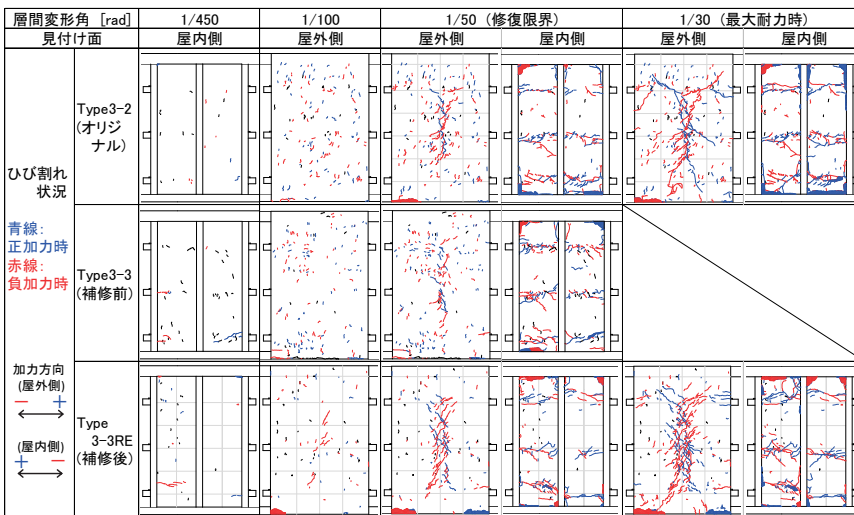 層間変形角 [rad]
1/450
1/100
1/50 (修復限界)
1/30 (最大耐力時)
見付け面
屋内側
屋外側
屋外側
屋内側
屋外側
屋内側
ひび割れ
状況
青線:
正加力時
赤線:
負加力時
加力方向
(屋外側)
－ ＋
(屋内側)
＋ －
Type3-2
(オリジ
ナル)
Type3-3
(補修前)
Type
3-3RE
(補修後)